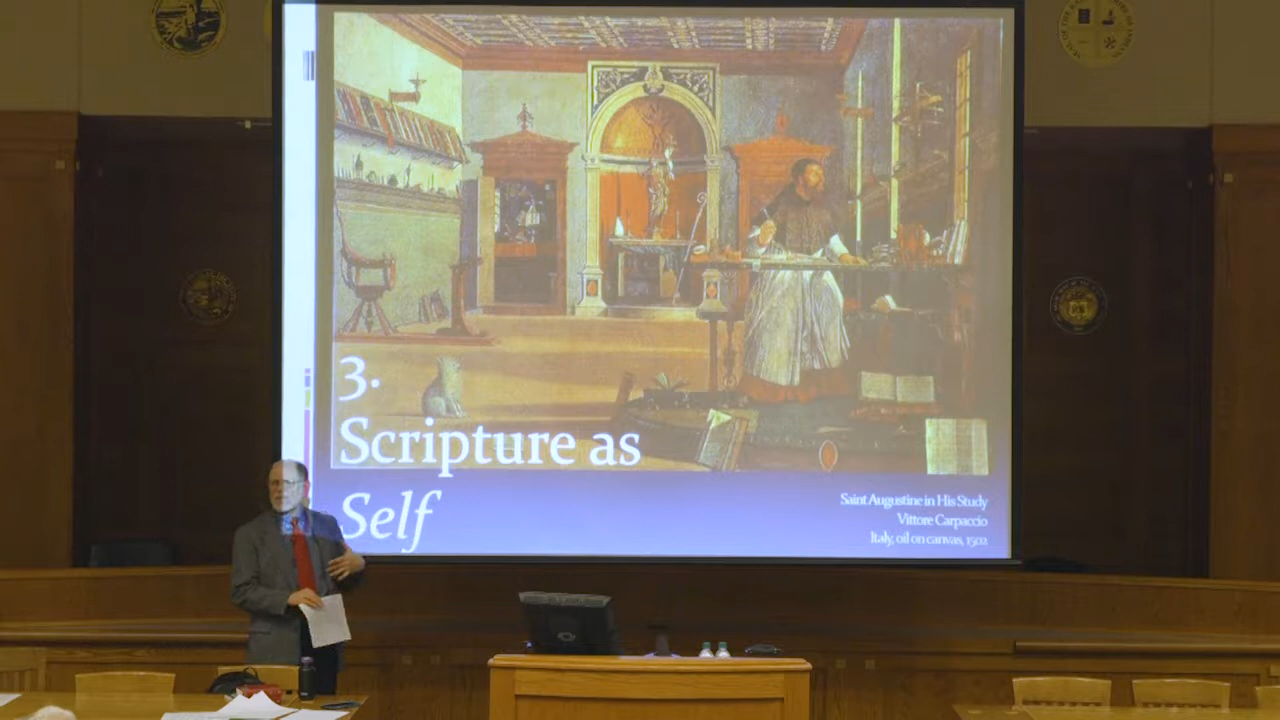 3.
Scripture as
Self
Saint Augustine in His Study
Vittore Carpaccio
Italy, oil on canvas, 1502